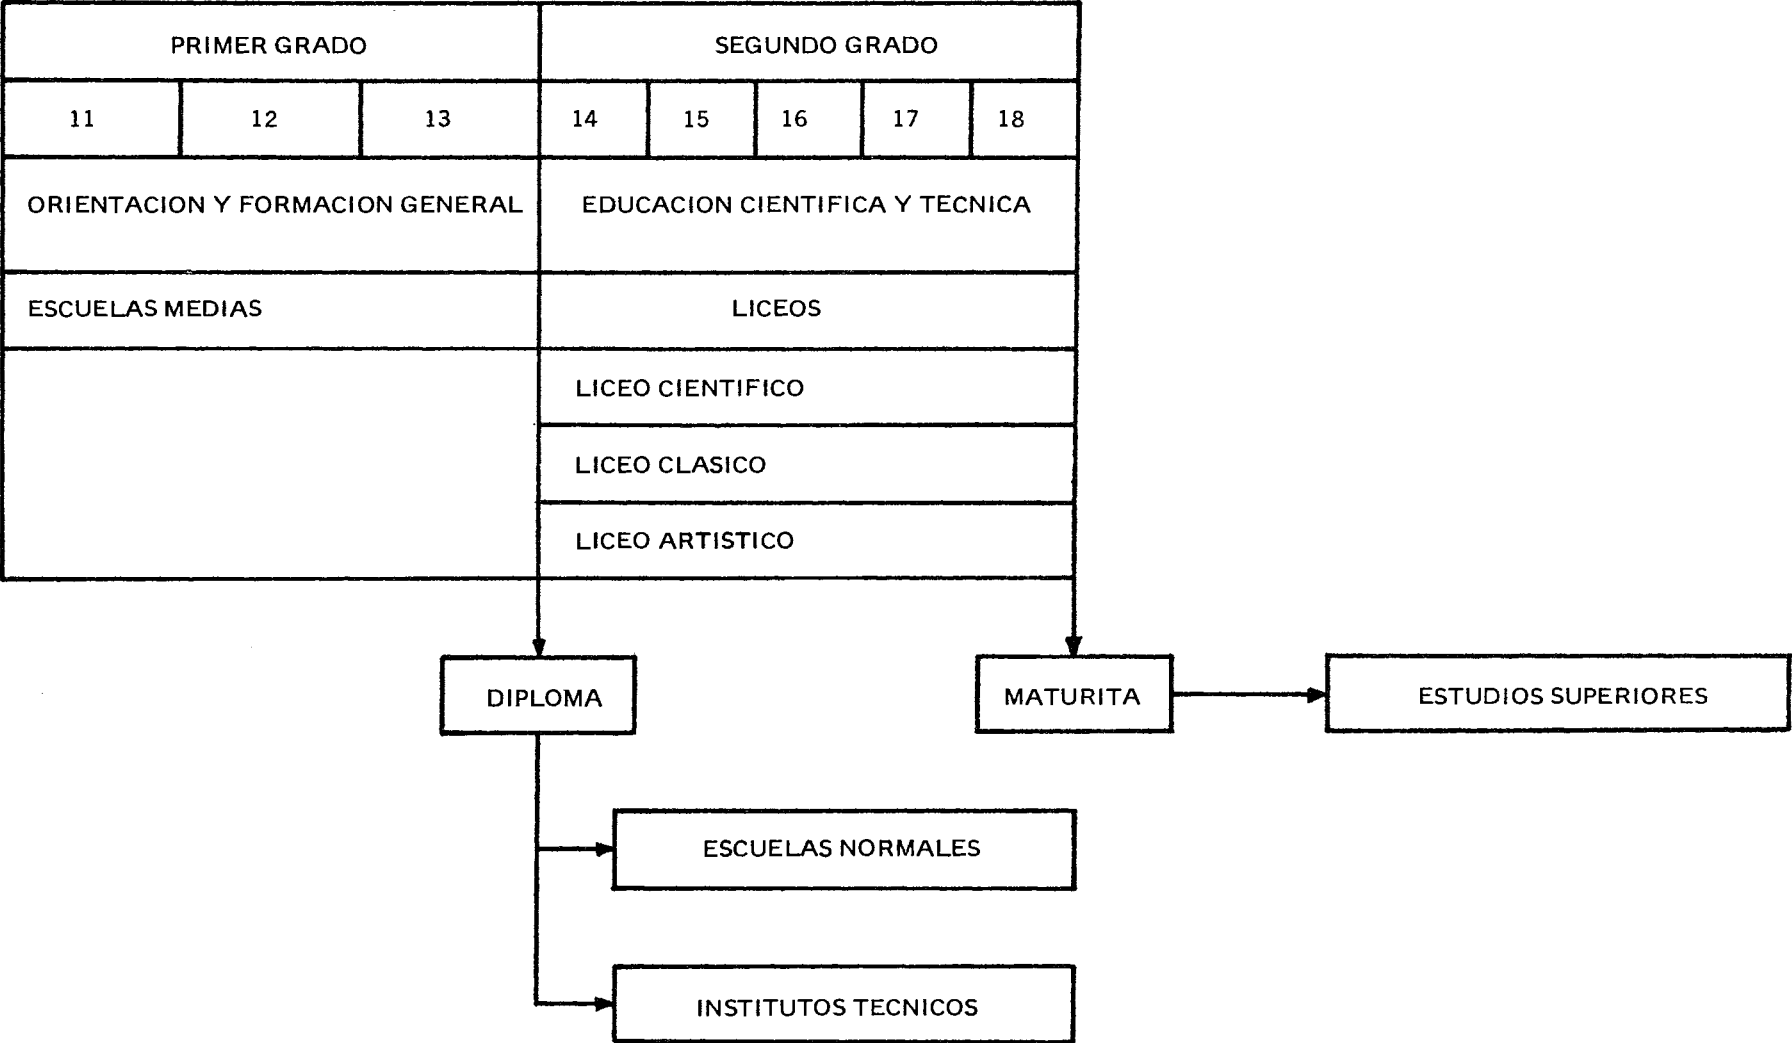 PRIMER GRADO SEGUNDO GRADO
11 12 13 14 15 16 17 18
ORIENTACION Y FORMACION GENERAL EDUCACION CIENTIFICA Y TECNICA
ESCUELAS MEDIAS LICEOS
LICEO CIENTIFICO
LICEO CLASICO
LICEO ARTISTICO
DIPLOMA MATURITA ESTUDIOS SUPERIORES
ESCUELAS NORMALES
INSTITUTOS TECNICOS